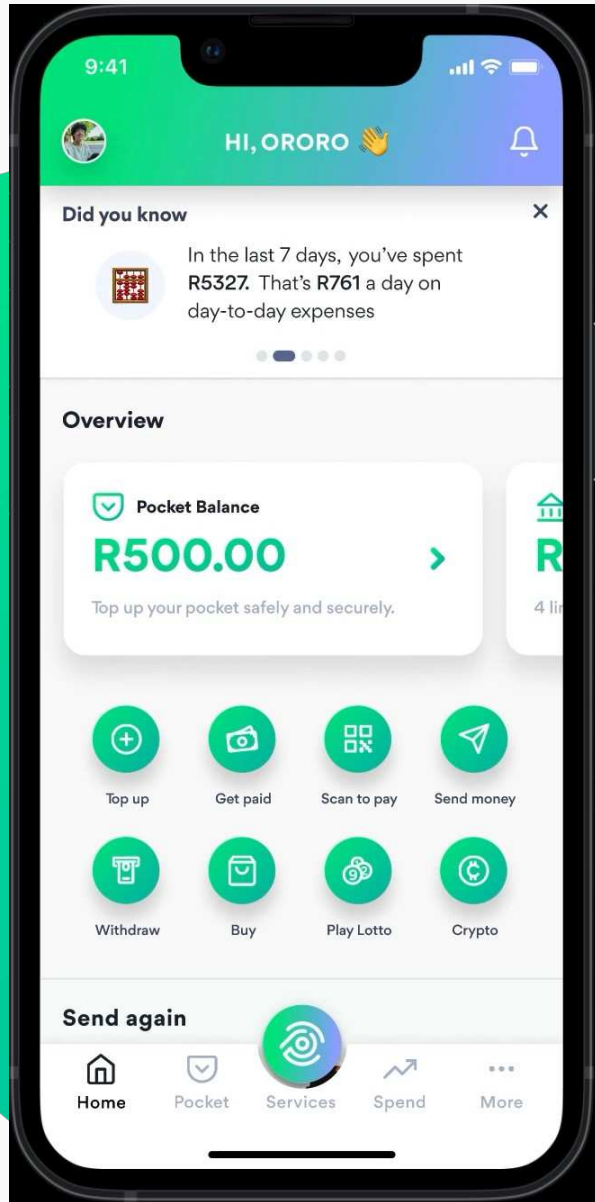 9:41
HI, ORORO 👋
Did you know
In the last 7 days, you've spent
R5327. That's R761 a day on
day-to-day expenses
Overview
Pocket Balance
R500.00
R
Top up your pocket safely and securely.
4 lin
Top up Get paid Scan to pay Send money
Withdraw Buy Play Lotto Crypto
Send again
Home Pocket Services Spend More